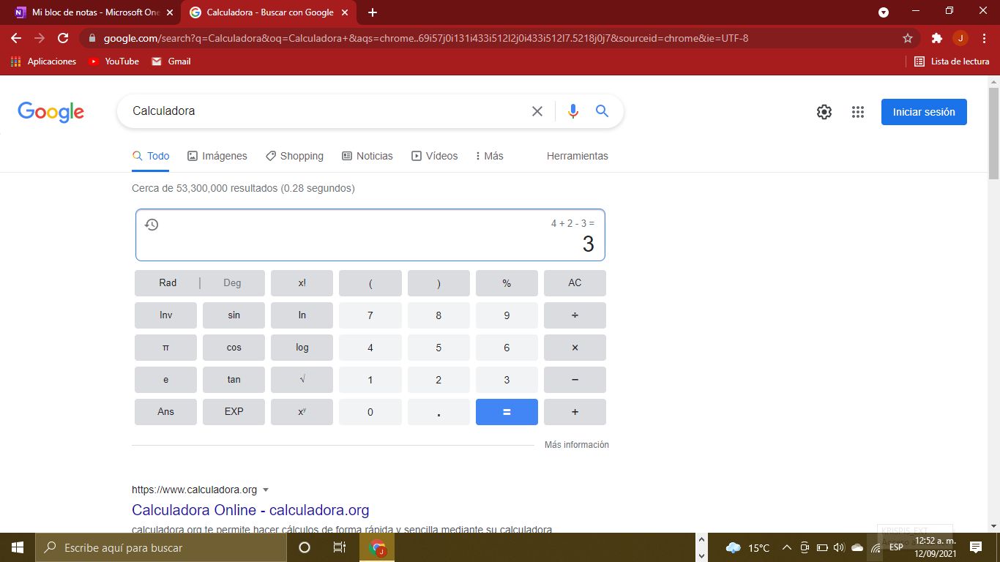 Mi bloc de notas - Microsoft One
Calculadora - Buscar con Google
google.com/search?q=Calculadora&oq=Calculadora+&aqs=chrome..69i57j0i131i433i512l2j0i433i512l7.5218j0j7&sourceid=chrome&ie=UTF-8
J
Aplicaciones YouTube Gmail Lista de lectura
Google
Calculadora
Iniciar sesión
Todo Imágenes Shopping Noticias Vídeos Más Herramientas
Cerca de 53,300,000 resultados (0.28 segundos)
4 + 2 - 3 =
3
Rad | Deg x! ( ) % AC
Inv sin ln 7 8 9 ÷
π cos log 4 5 6 ×
e tan √ 1 2 3 −
Ans EXP xʸ 0 . = +
Más información
https://www.calculadora.org
Calculadora Online - calculadora.org
calculadora.org te permite hacer cálculos de forma rápida y sencilla mediante su calculadora
Escribe aquí para buscar
J
15°C
ESP
12:52 a. m.
12/09/2021